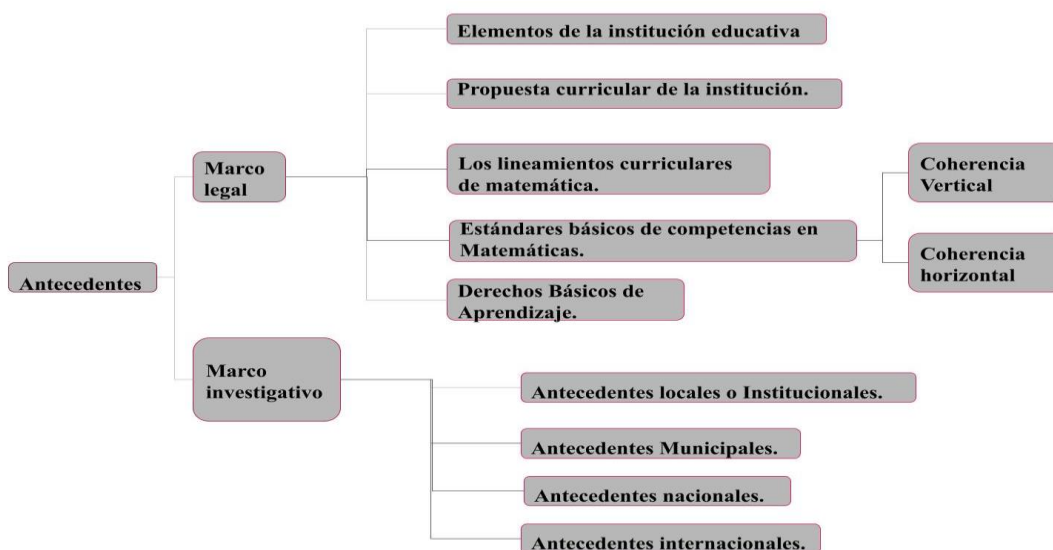 Elementos de la institución educativa
Propuesta curricular de la institución.
Marco
legal
Los lineamientos curriculares
de matemática.
Coherencia
Vertical
Estándares básicos de competencias en
Matemáticas.
Coherencia
horizontal
Antecedentes
Derechos Básicos de
Aprendizaje.
Marco
investigativo
Antecedentes locales o Institucionales.
Antecedentes Municipales.
Antecedentes nacionales.
Antecedentes internacionales.